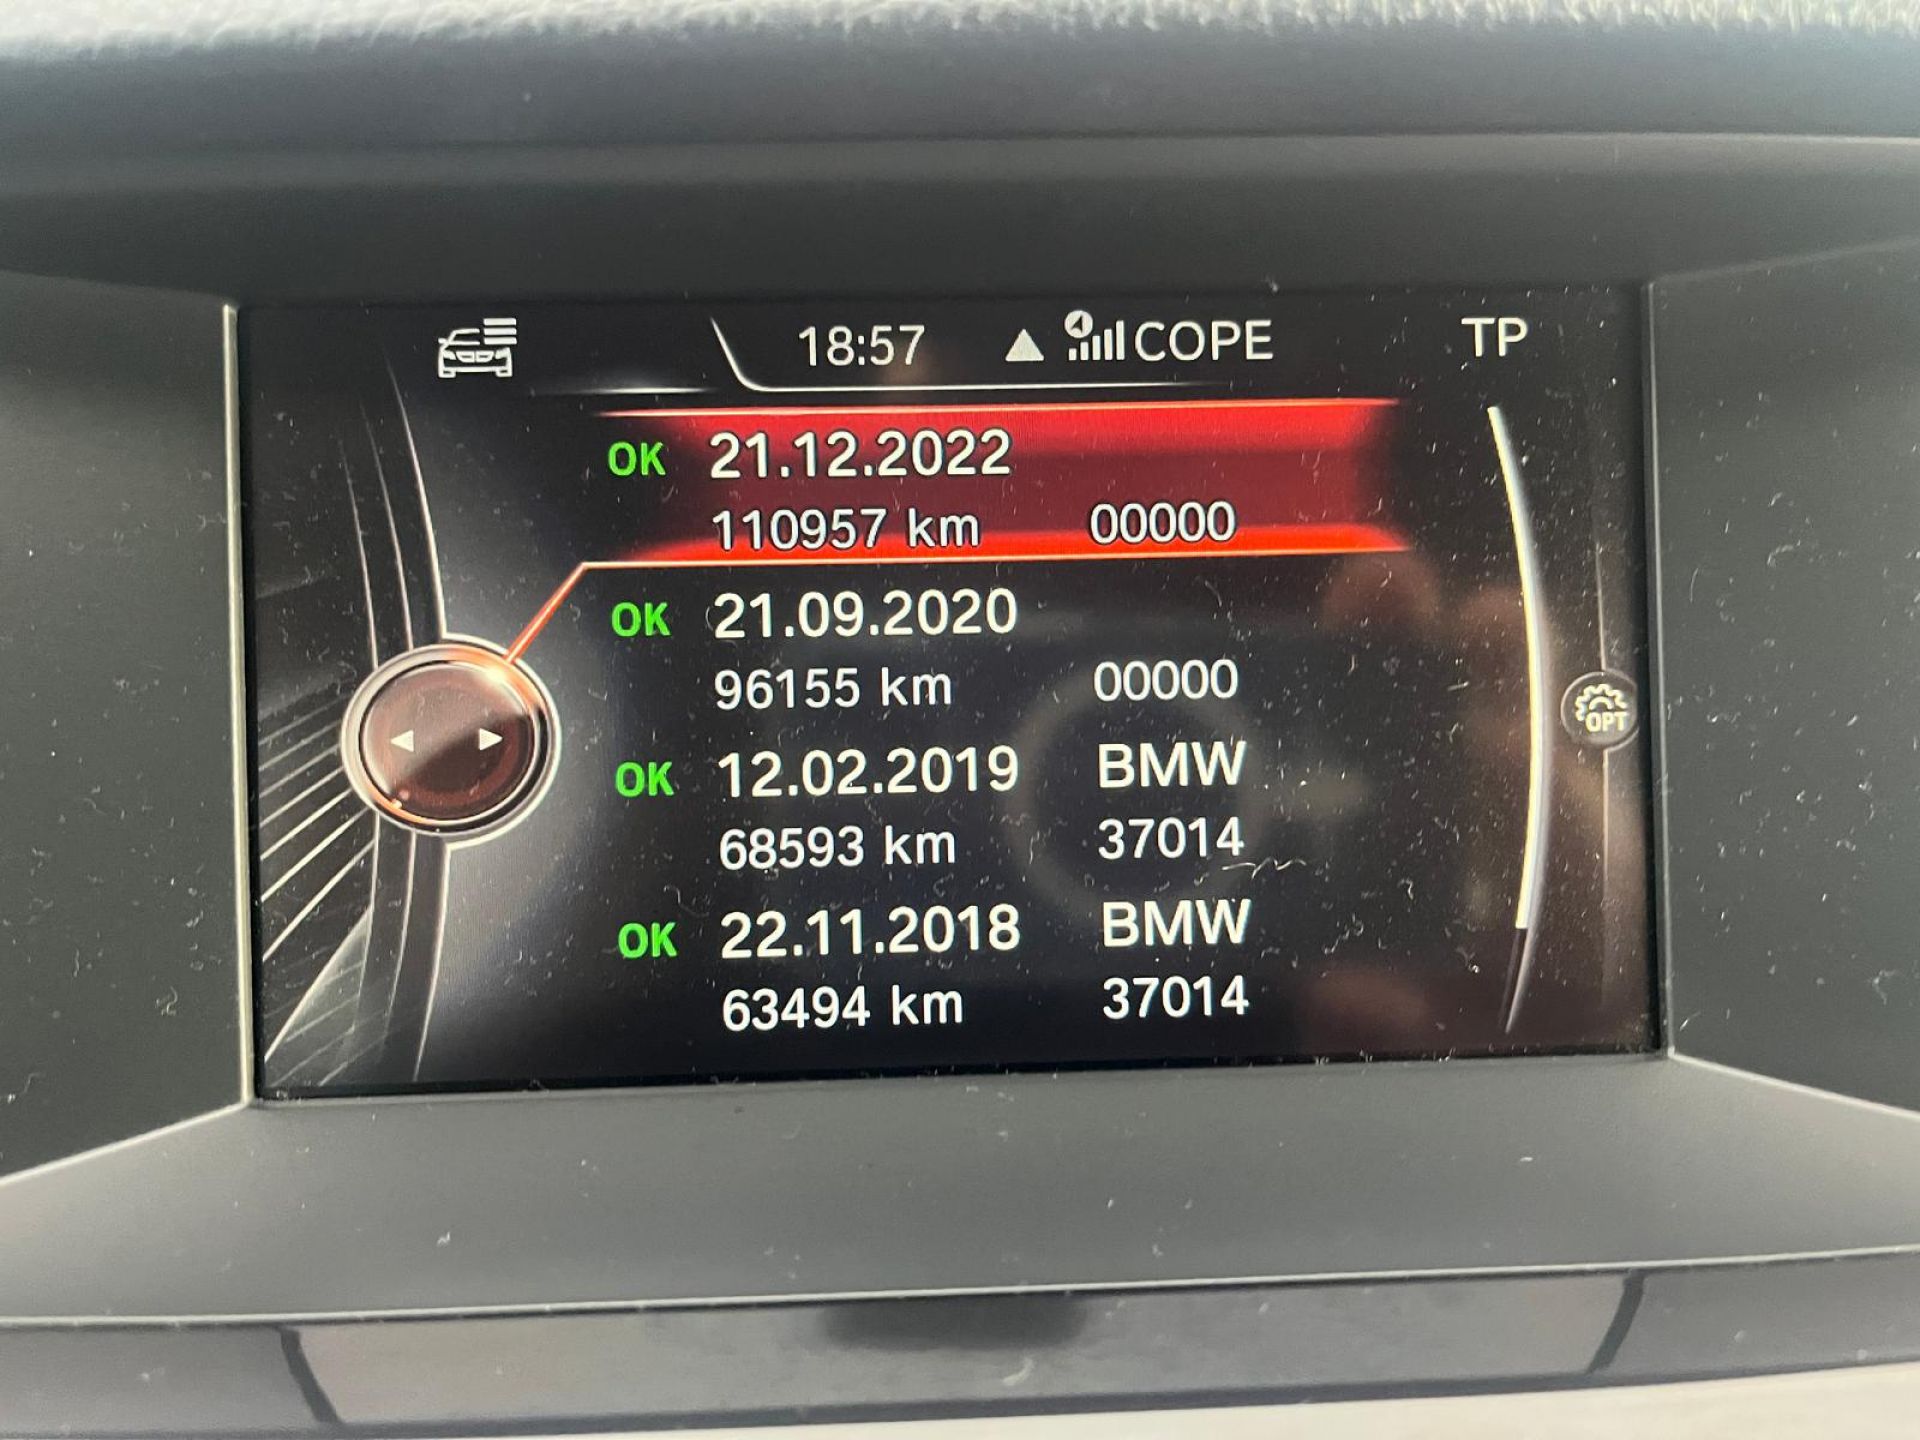 18:57 COPE TP
OK 21.12.2022
110957 km 00000
OK 21.09.2020
96155 km 00000
OK 12.02.2019 BMW
68593 km 37014
OK 22.11.2018 BMW
63494 km 37014
OPT